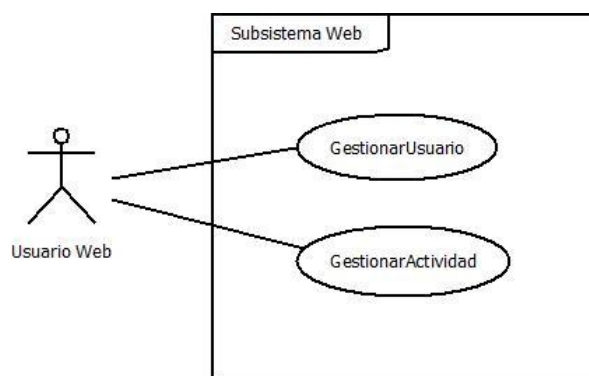 Subsistema Web
GestionarUsuario
Usuario Web
GestionarActividad